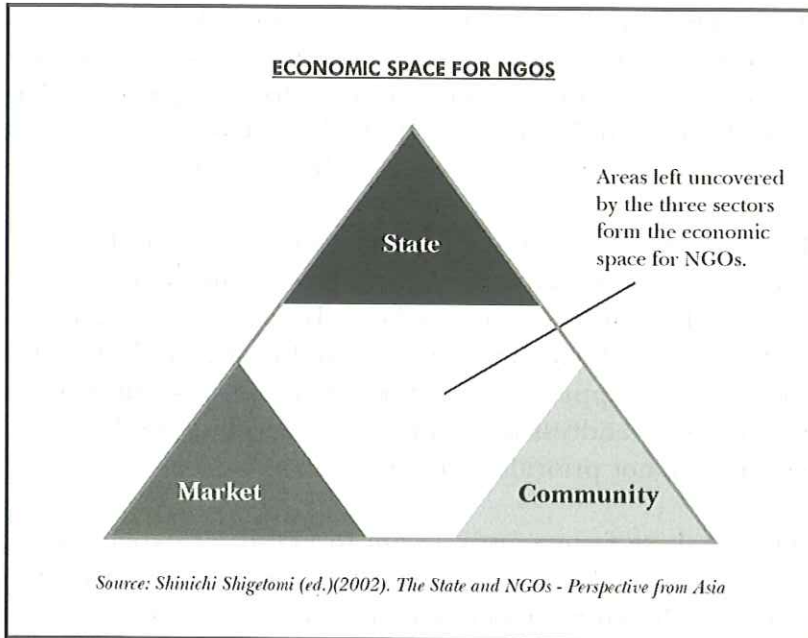 ECONOMIC SPACE FOR NGOS
State
Areas left uncovered
by the three sectors
form the economic
space for NGOs.
Market
Community
Source: Shinichi Shigetomi (ed.)(2002). The State and NGOs - Perspective from Asia